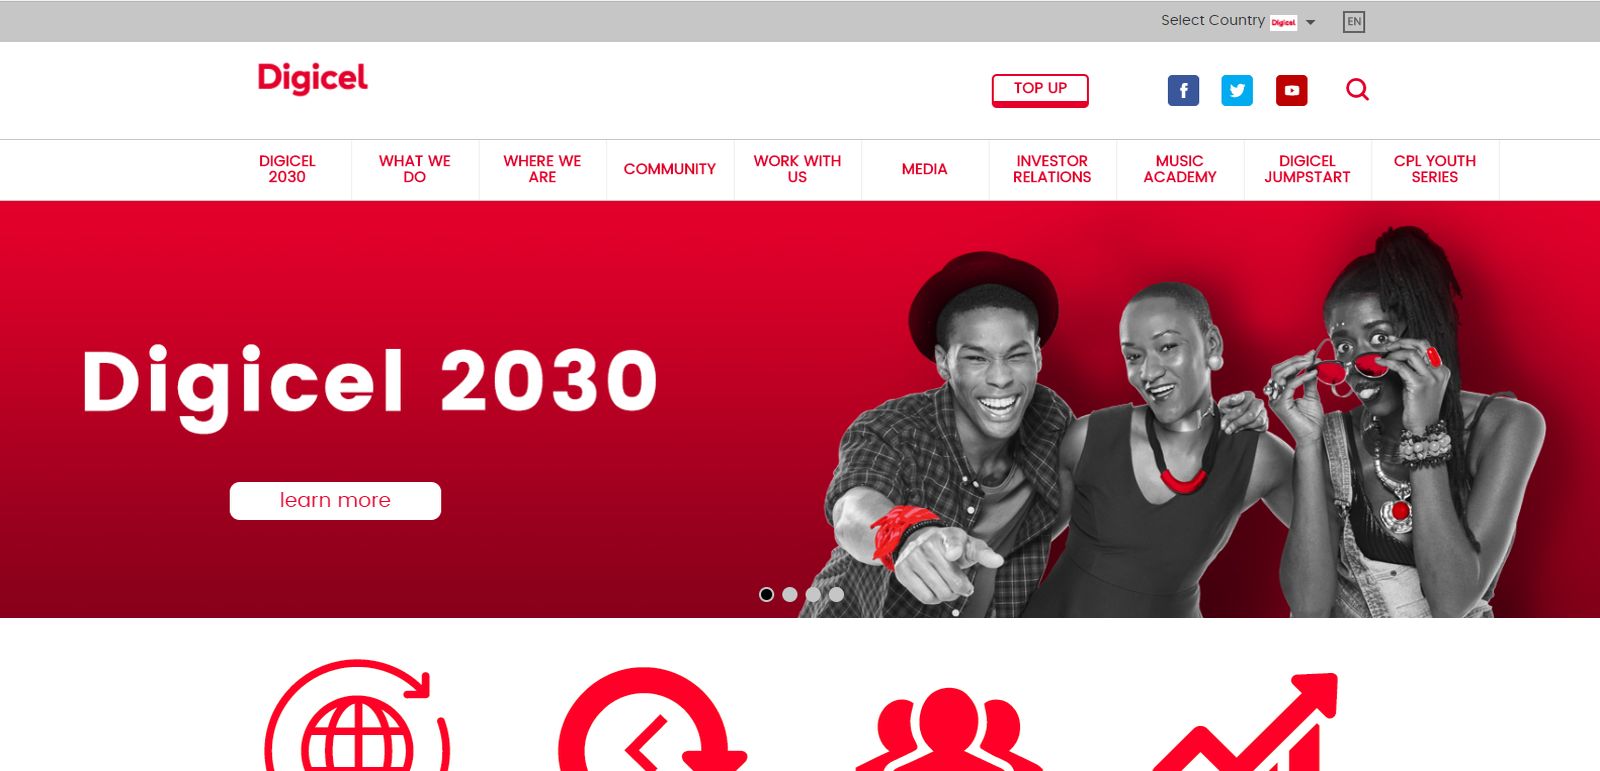 Select Country Digicel
EN
Digicel
TOP UP
DIGICEL
2030
WHAT WE
DO
WHERE WE
ARE
COMMUNITY
WORK WITH
US
MEDIA
INVESTOR
RELATIONS
MUSIC
ACADEMY
DIGICEL
JUMPSTART
CPL YOUTH
SERIES
Digicel 2030
learn more